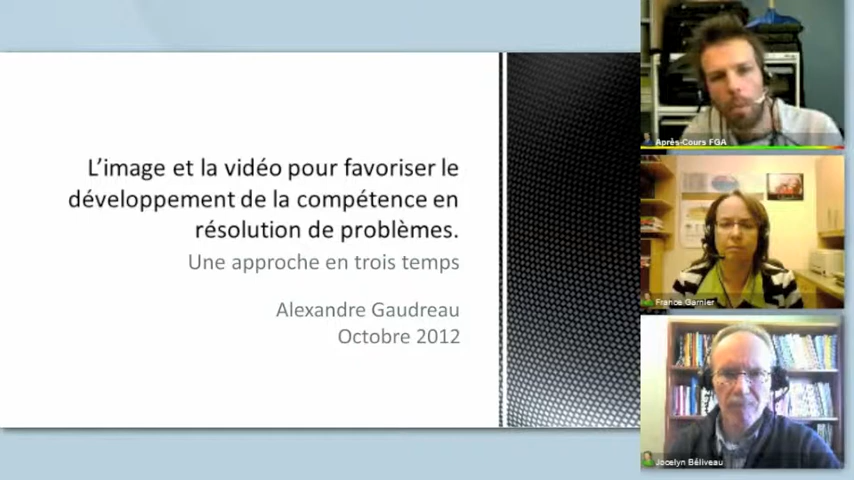 L'image et la vidéo pour favoriser le
développement de la compétence en
résolution de problèmes.
Une approche en trois temps
Alexandre Gaudreau
Octobre 2012
Après-Cours FGA
France Garnier
Jocelyn Béliveau